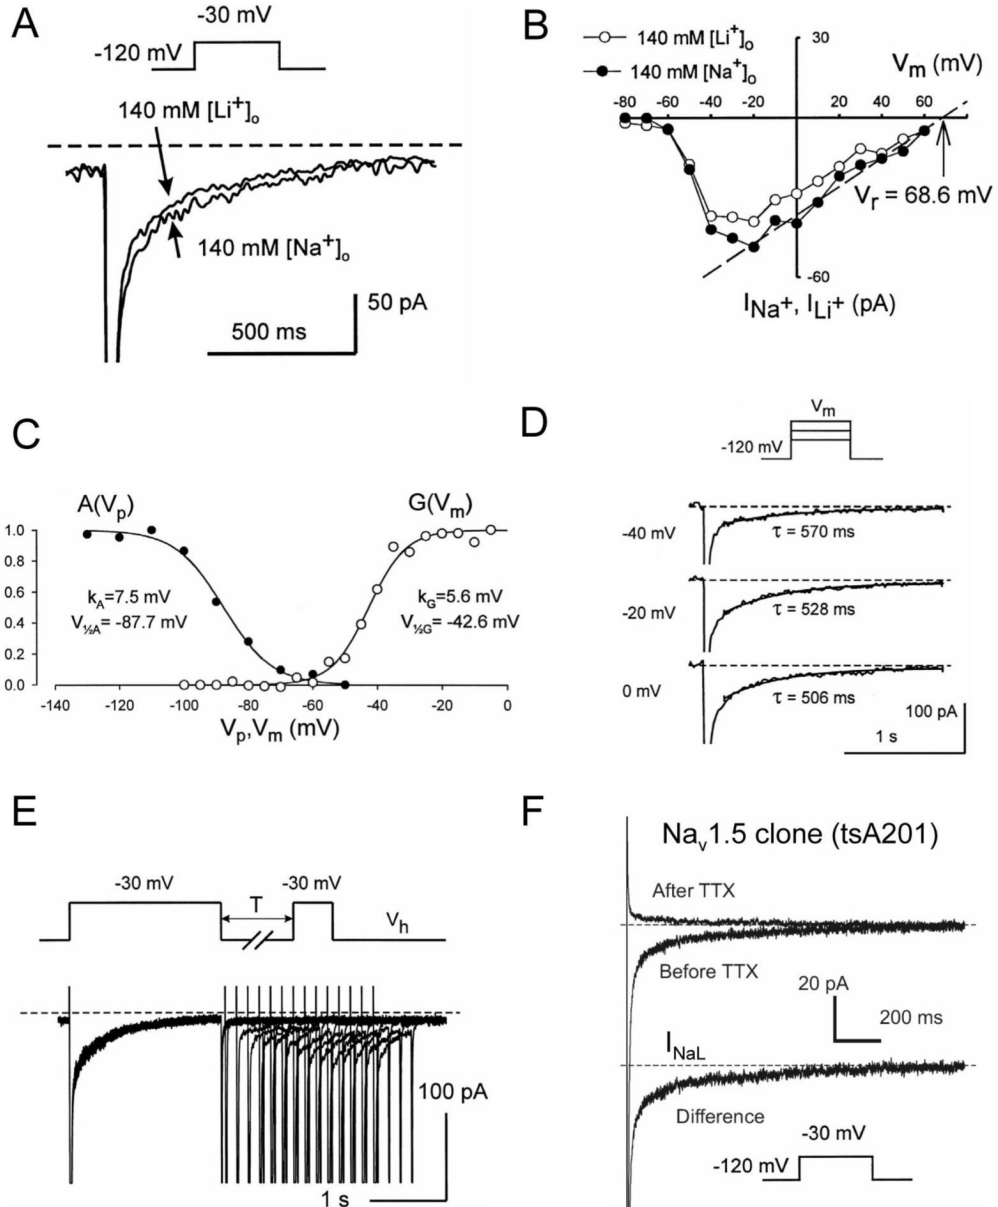 A
-30 mV
-120 mV
140 mM [Li+]o
140 mM [Na+]o
50 pA
500 ms
B
140 mM [Li+]o
140 mM [Na+]o
30
Vm (mV)
-80 -60 -40 -20 20 40 60
Vr = 68.6 mV
-60
INa+, ILi+ (pA)
C
A(Vp) G(Vm)
1.0
0.8
0.6
0.4
0.2
0.0
kA=7.5 mV
V½A= -87.7 mV
kG=5.6 mV
V½G= -42.6 mV
-140 -120 -100 -80 -60 -40 -20 0
Vp,Vm (mV)
D
Vm
-120 mV
-40 mV
τ = 570 ms
-20 mV
τ = 528 ms
0 mV
τ = 506 ms
100 pA
1 s
E
-30 mV -30 mV
T
Vh
100 pA
1 s
F
Nav1.5 clone (tsA201)
After TTX
Before TTX
20 pA
200 ms
INaL
Difference
-30 mV
-120 mV